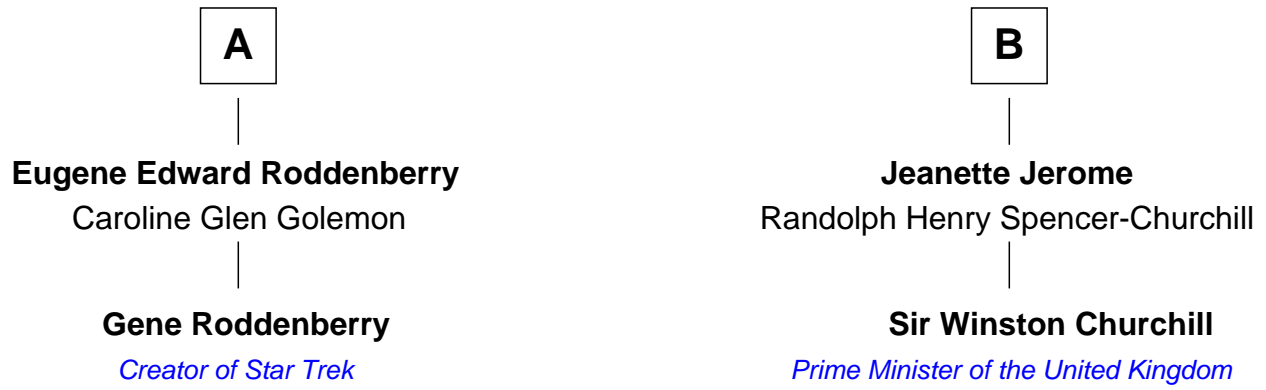 A
Eugene Edward Roddenberry
Caroline Glen Golemon
Gene Roddenberry
Creator of Star Trek
B
Jeanette Jerome
Randolph Henry Spencer-Churchill
Sir Winston Churchill
Prime Minister of the United Kingdom